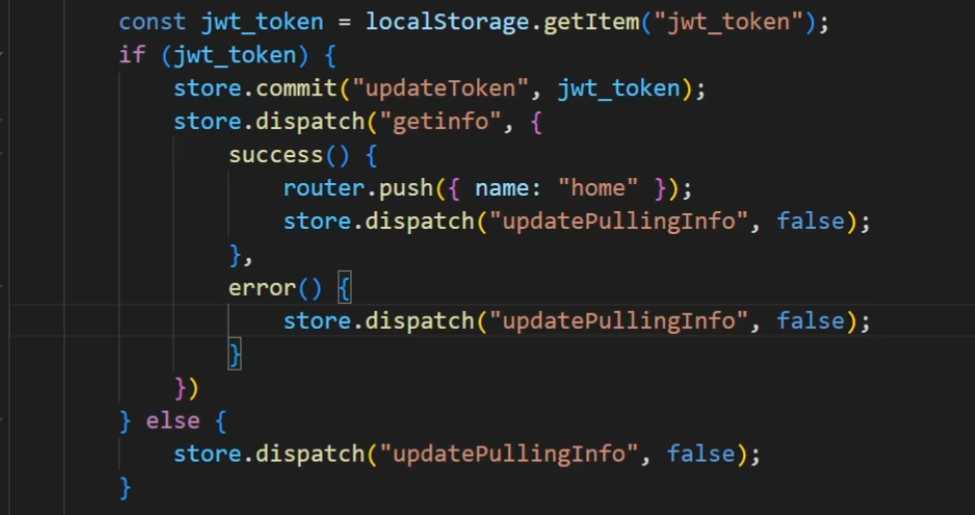 const jwt_token = localStorage.getItem("jwt_token");
if (jwt_token) {
    store.commit("updateToken", jwt_token);
    store.dispatch("getinfo", {
        success() {
            router.push({ name: "home" });
            store.dispatch("updatePullingInfo", false);
        },
        error() {
            store.dispatch("updatePullingInfo", false);
        }
    })
} else {
    store.dispatch("updatePullingInfo", false);
}